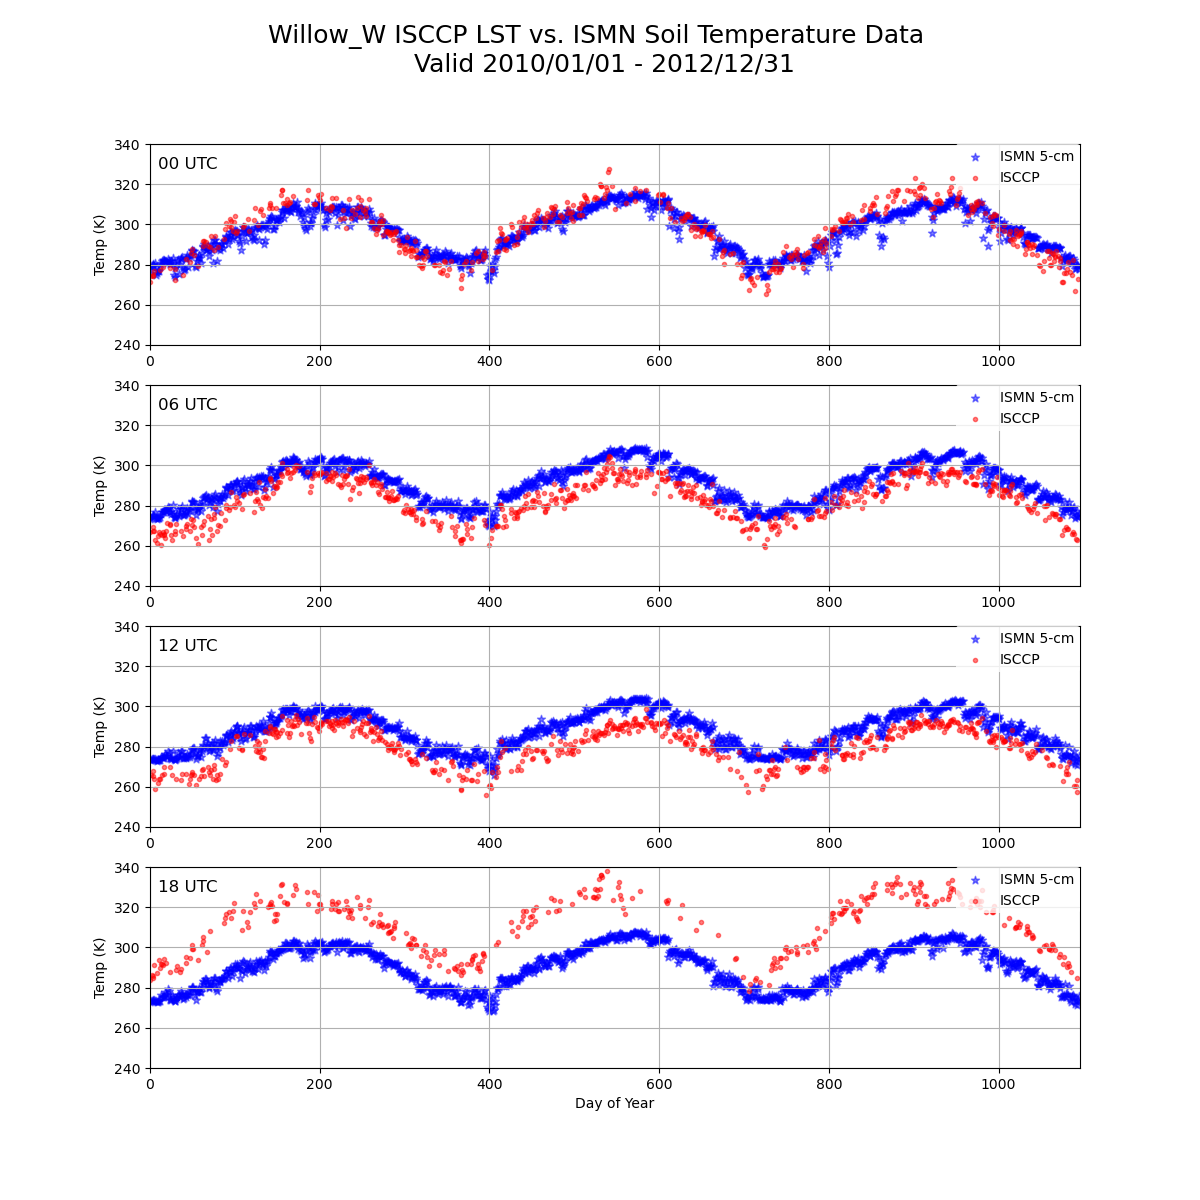 Willow_W ISCCP LST vs. ISMN Soil Temperature Data
Valid 2010/01/01 - 2012/12/31
340
320
300
280
260
240
Temp (K)
00 UTC
ISMN 5-cm
ISCCP
0 200 400 600 800 1000
340
320
300
280
260
240
Temp (K)
06 UTC
ISMN 5-cm
ISCCP
0 200 400 600 800 1000
340
320
300
280
260
240
Temp (K)
12 UTC
ISMN 5-cm
ISCCP
0 200 400 600 800 1000
340
320
300
280
260
240
Temp (K)
18 UTC
ISMN 5-cm
ISCCP
0 200 400 600 800 1000
Day of Year